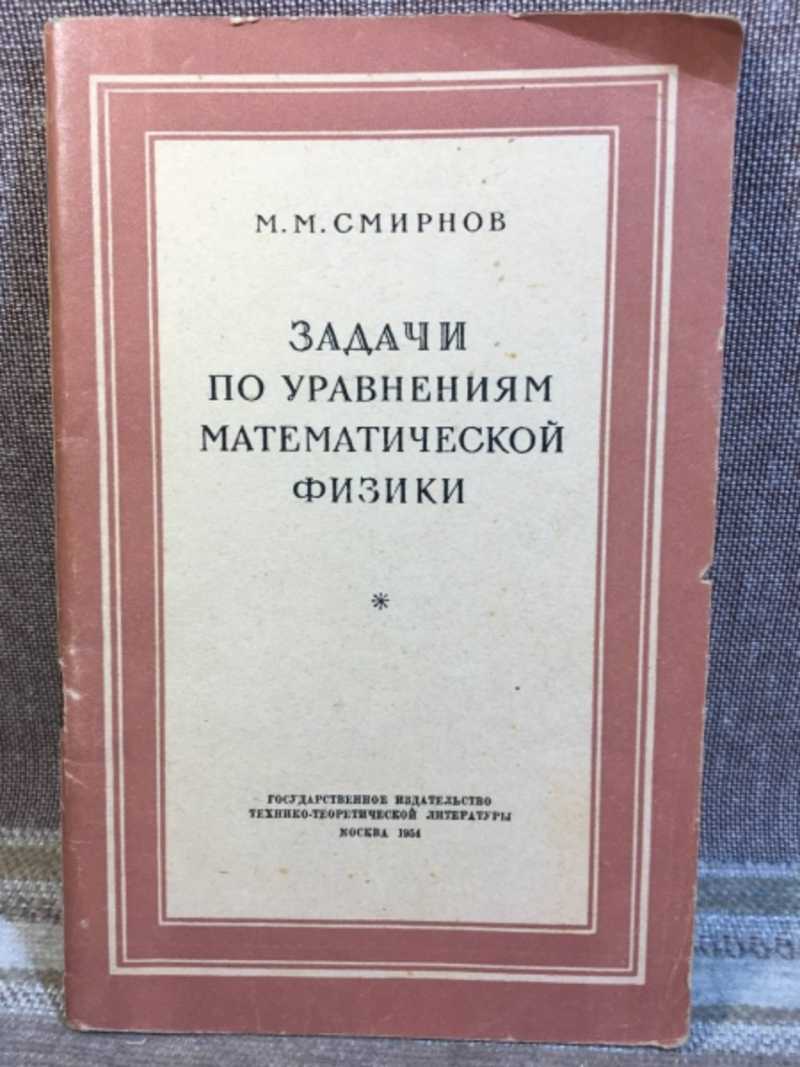 М. М. СМИРНОВ
ЗАДАЧИ
ПО УРАВНЕНИЯМ
МАТЕМАТИЧЕСКОЙ
ФИЗИКИ
*
ГОСУДАРСТВЕННОЕ ИЗДАТЕЛЬСТВО
ТЕХНИКО-ТЕОРЕТИЧЕСКОЙ ЛИТЕРАТУРЫ
МОСКВА 1954